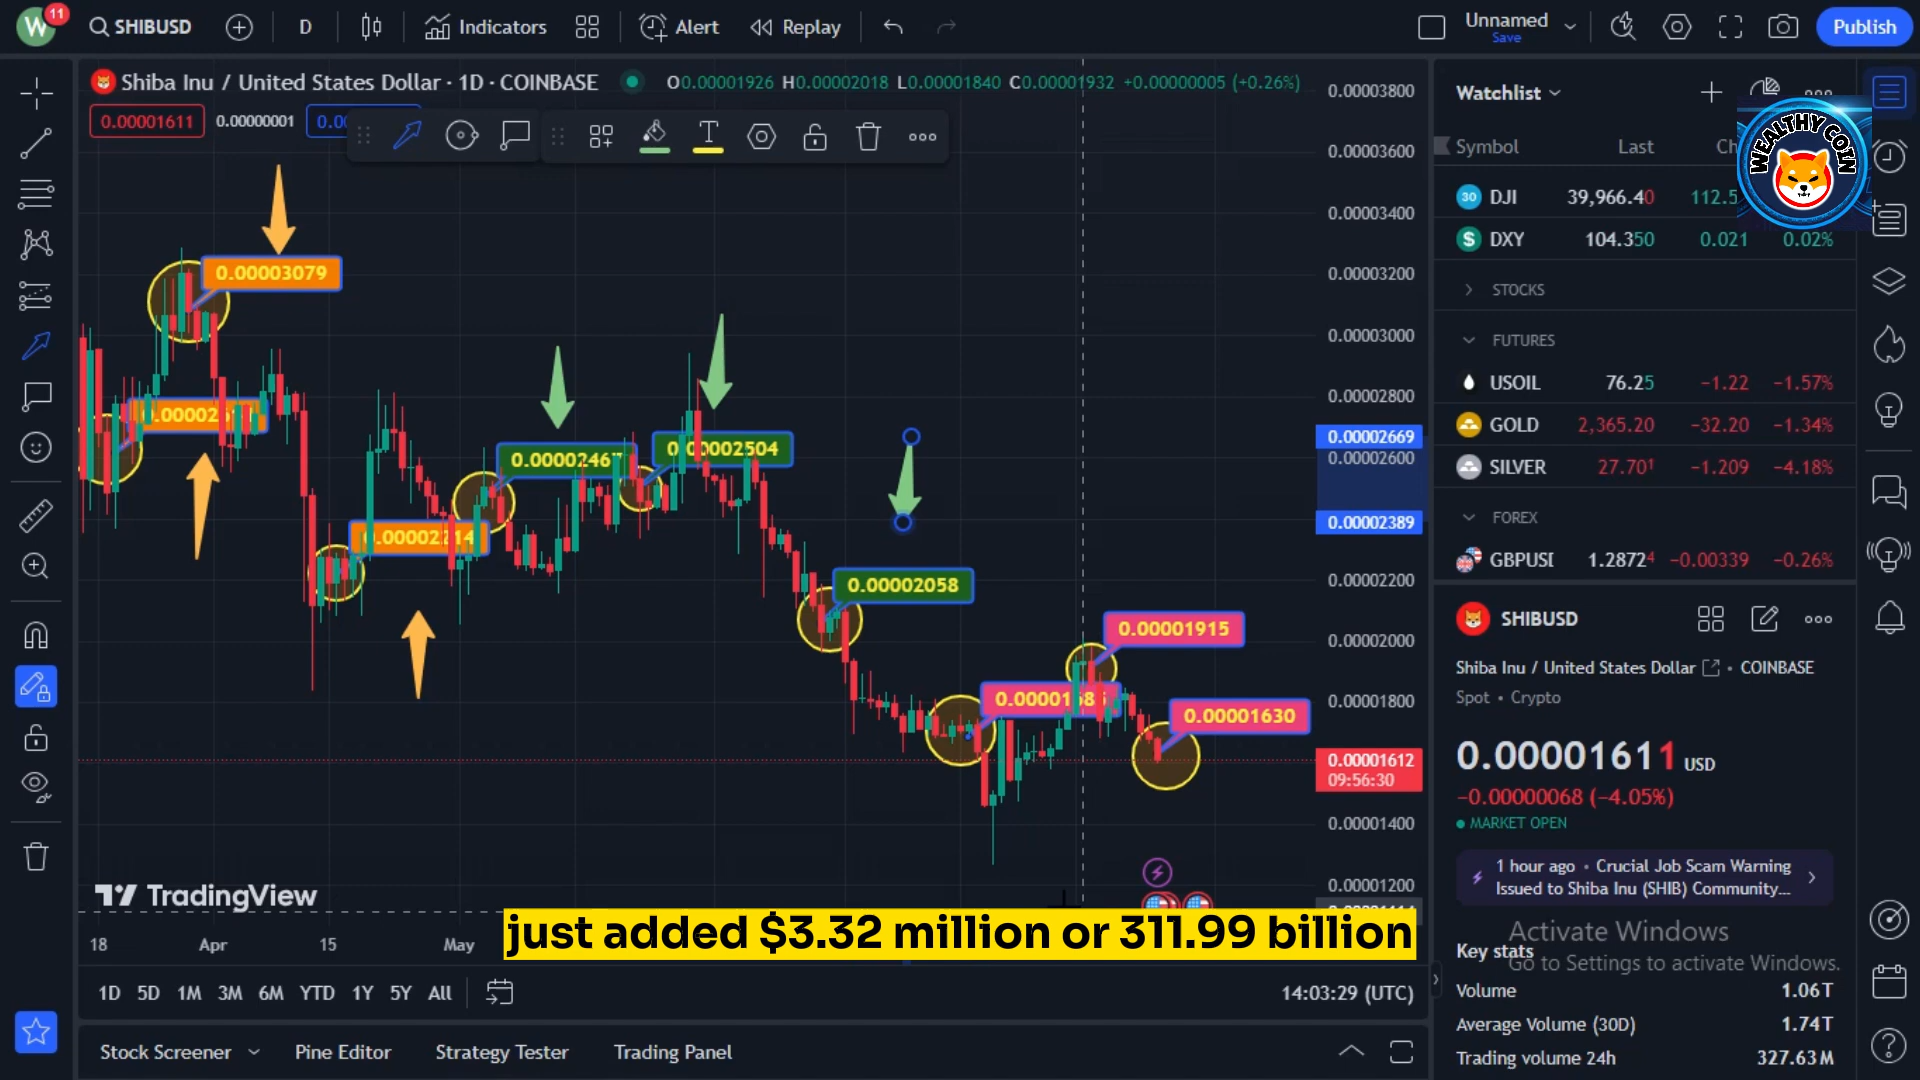 W 11 SHIBUSD D Indicators Alert Replay Unnamed Save Publish
Shiba Inu / United States Dollar · 1D · COINBASE O0.00001926 H0.00002018 L0.00001840 C0.00001932 +0.00000005 (+0.26%)
0.00001611 0.00000001
0.00003079
0.00002214
0.00002504
0.00002058
0.00001915
0.00001630
0.00003800
0.00003600
0.00003400
0.00003200
0.00003000
0.00002800
0.00002669
0.00002600
0.00002389
0.00002200
0.00002000
0.00001800
0.00001612
09:56:30
0.00001400
0.00001200
TradingView
18 Apr 15 May
just added $3.32 million or 311.99 billion
1D 5D 1M 3M 6M YTD 1Y 5Y All 14:03:29 (UTC)
Stock Screener Pine Editor Strategy Tester Trading Panel
Watchlist
WEALTHY COIN
Symbol Last
30 DJI 39,966.40
$ DXY 104.350 0.021 0.02%
STOCKS
FUTURES
USOIL 76.25 −1.22 −1.57%
GOLD 2,365.20 −32.20 −1.34%
SILVER 27.701 −1.209 −4.18%
FOREX
GBPUSI 1.28724 −0.00339 −0.26%
SHIBUSD
Shiba Inu / United States Dollar • COINBASE
Spot • Crypto
0.00001611 USD
−0.00000068 (−4.05%)
MARKET OPEN
1 hour ago • Crucial Job Scam Warning
Issued to Shiba Inu (SHIB) Community...
Activate Windows
Go to Settings to activate Windows.
Key stats
Volume 1.06T
Average Volume (30D) 1.74T
Trading volume 24h 327.63M